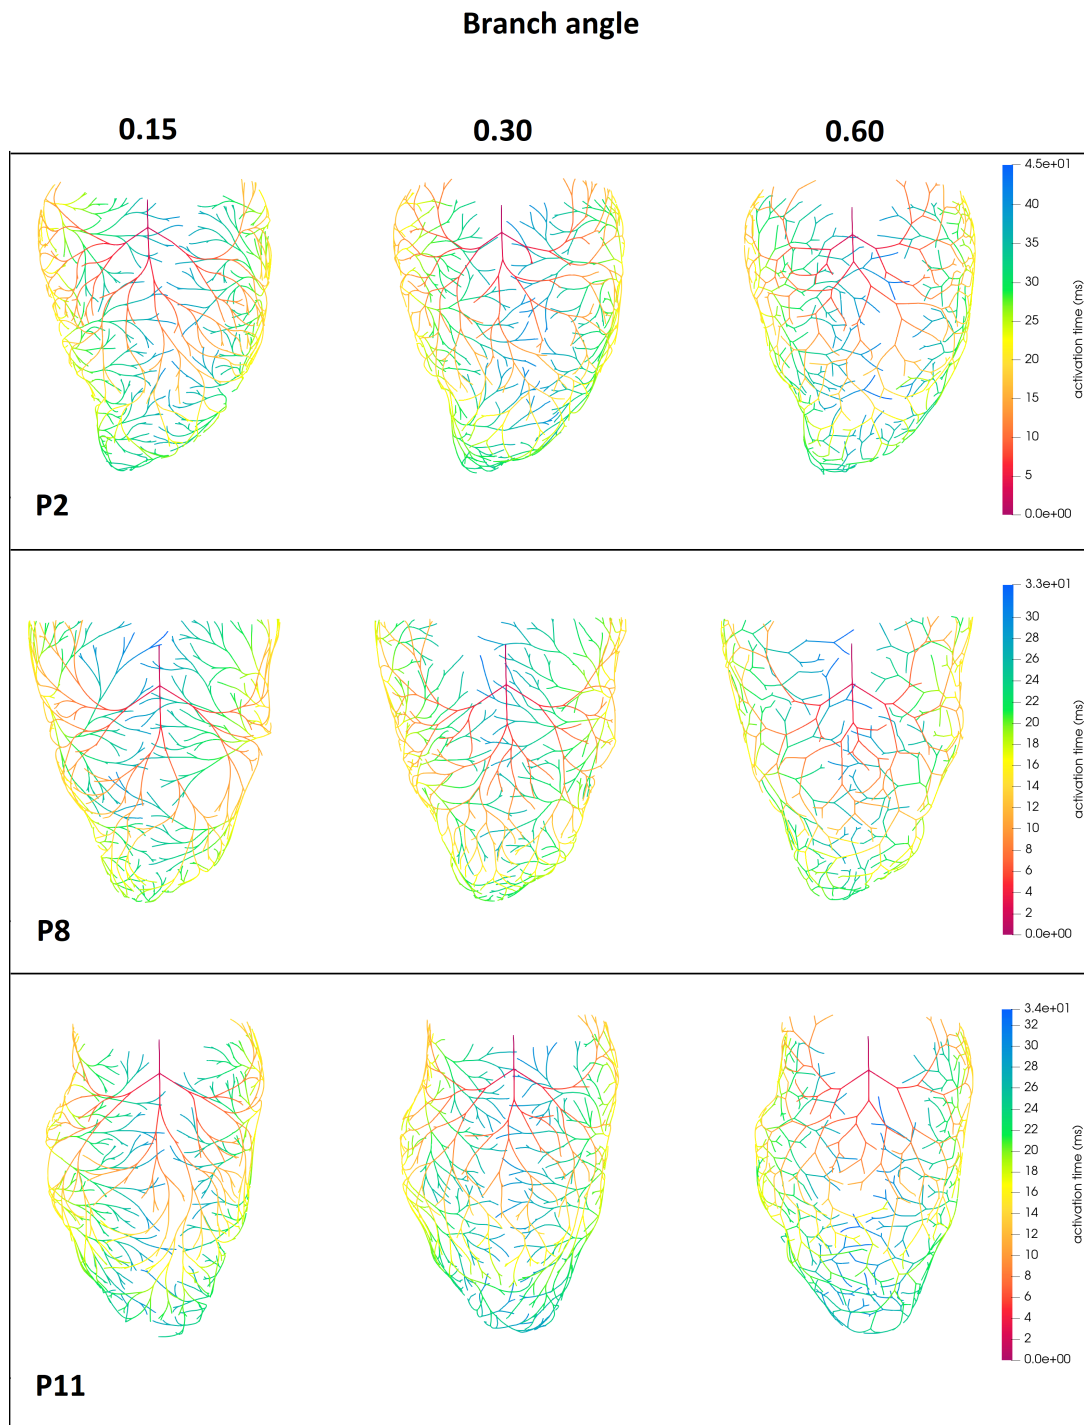 Branch angle
0.15 0.30 0.60
4.5e+01
40
35
30
25
20
15
10
5
0.0e+00
activation time (ms)
P2
3.3e+01
30
28
26
24
22
20
18
16
14
12
10
8
6
4
2
0.0e+00
activation time (ms)
P8
3.4e+01
32
30
28
26
24
22
20
18
16
14
12
10
8
6
4
2
0.0e+00
activation time (ms)
P11